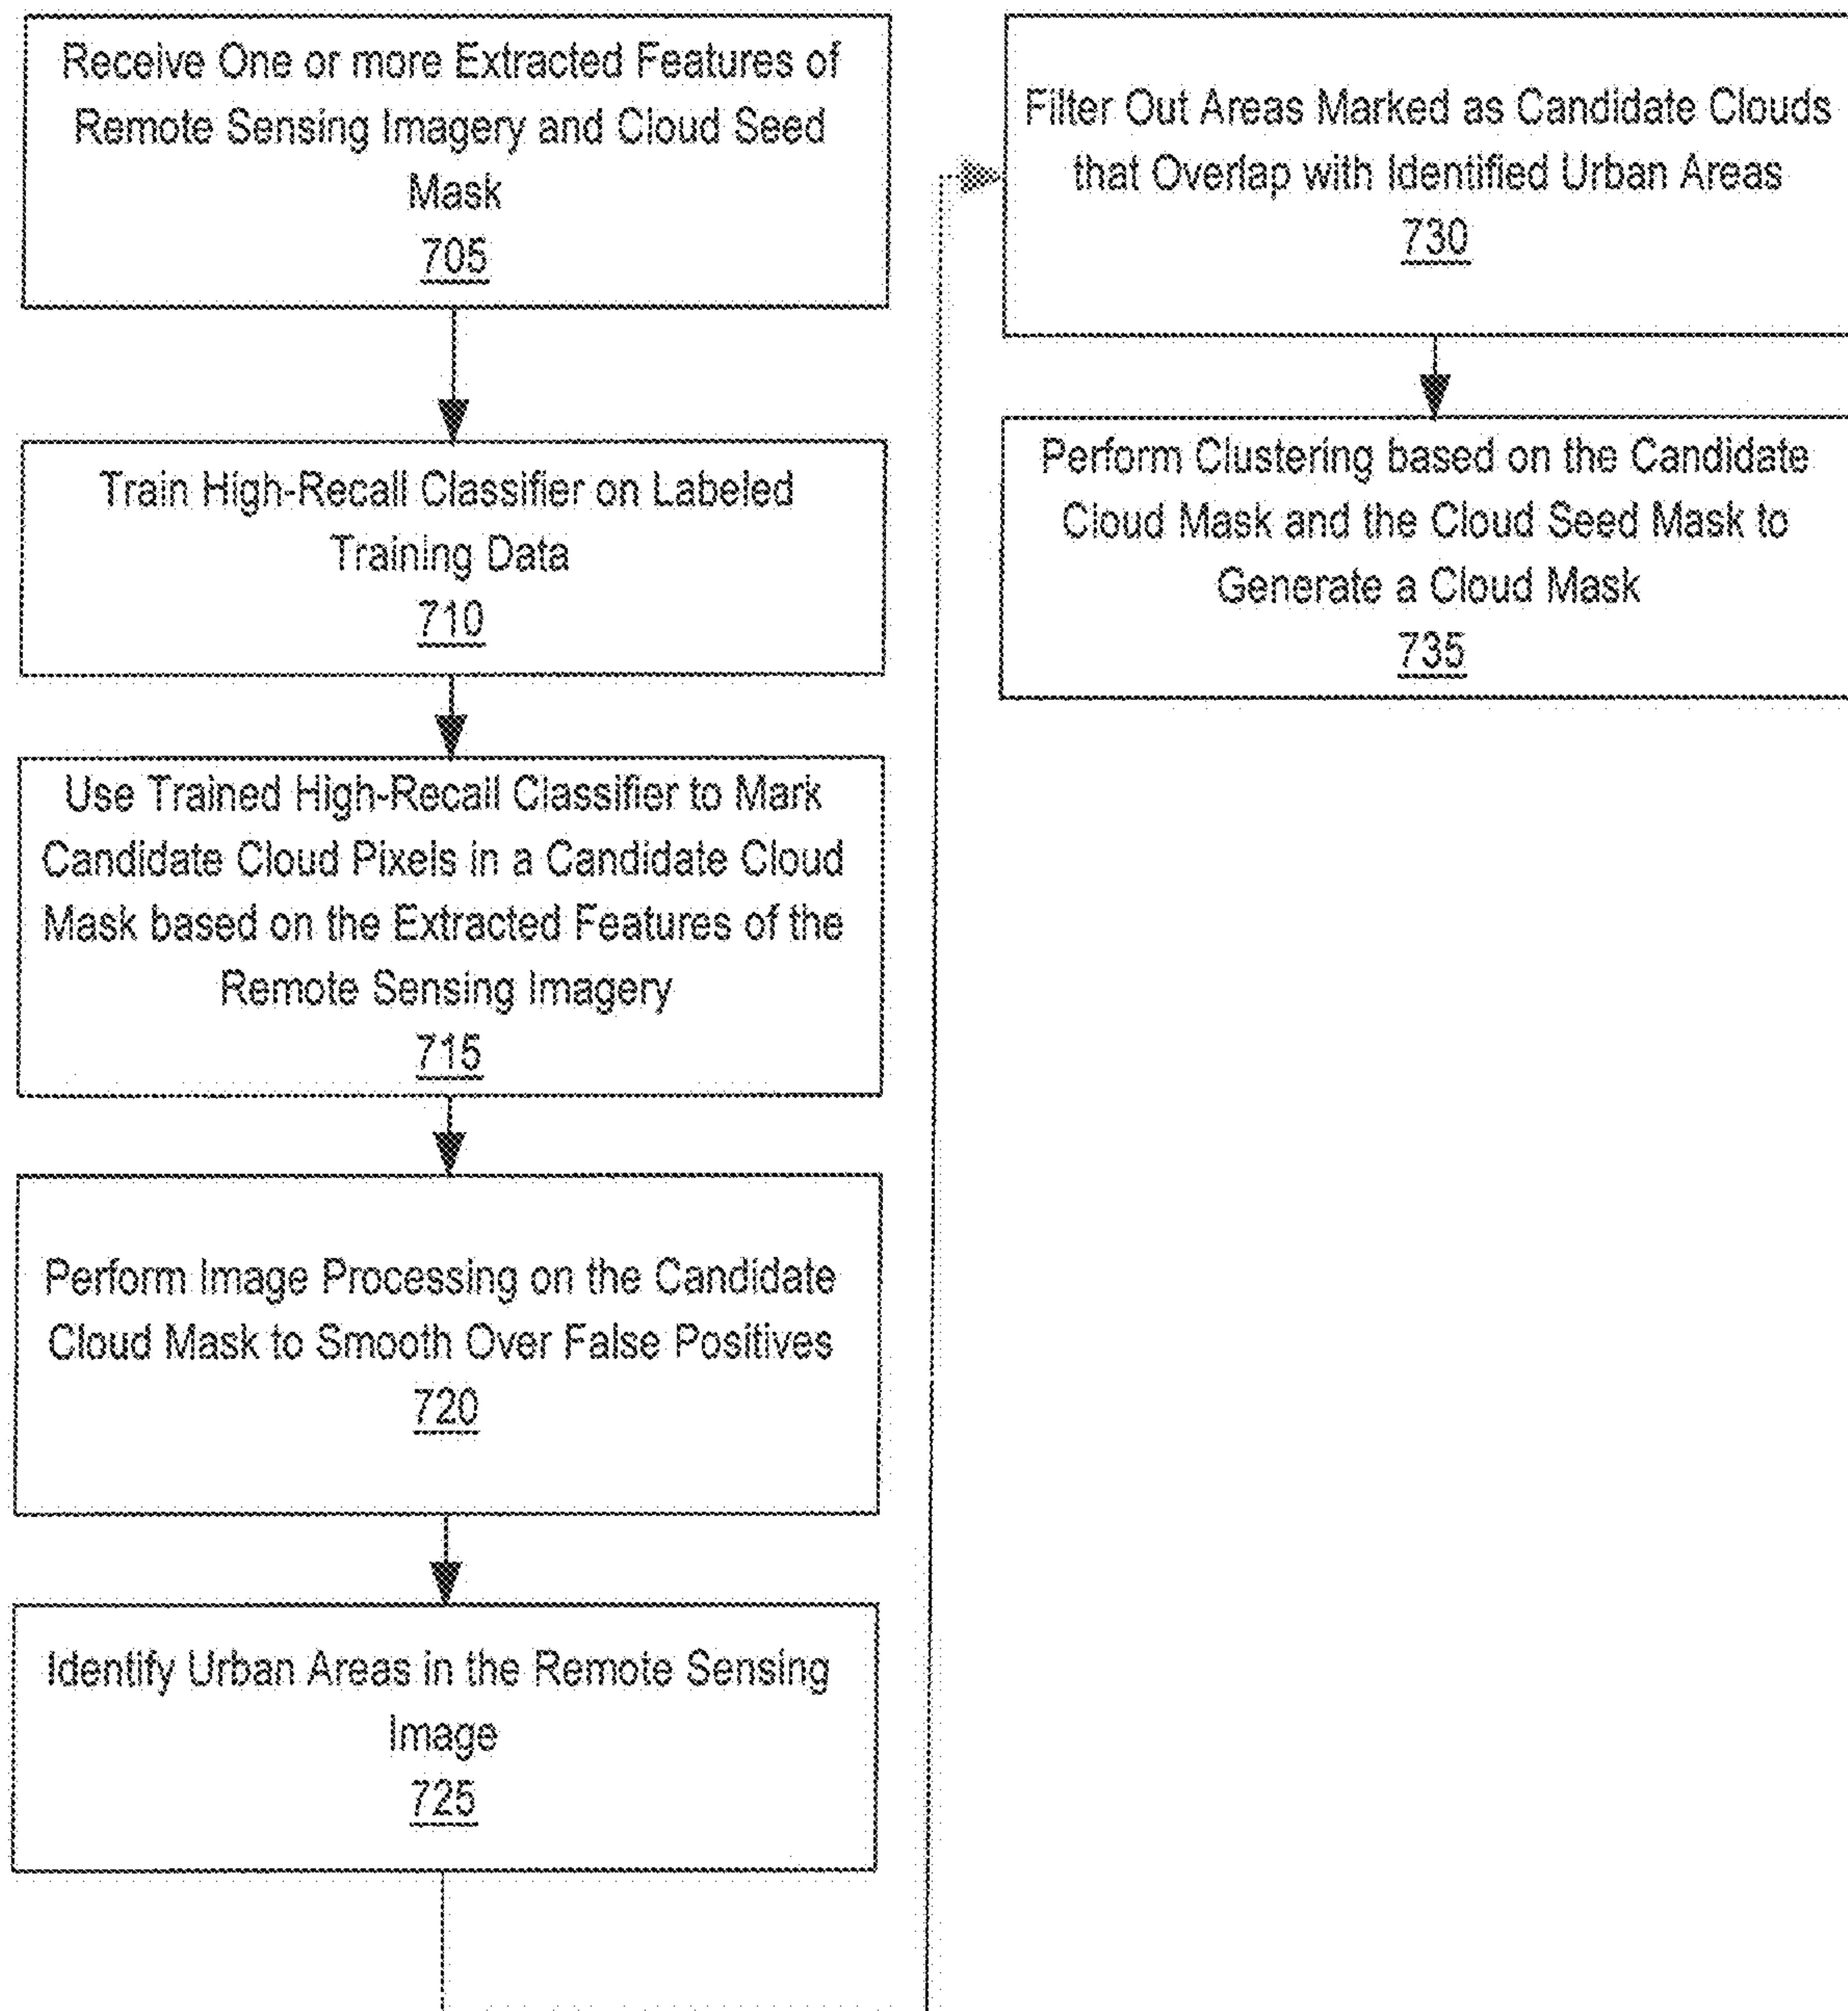 Receive One or more Extracted Features of
Remote Sensing Imagery and Cloud Seed
Mask
705
Train High-Recall Classifier on Labeled
Training Data
710
Use Trained High-Recall Classifier to Mark
Candidate Cloud Pixels in a Candidate Cloud
Mask based on the Extracted Features of the
Remote Sensing Imagery
715
Perform Image Processing on the Candidate
Cloud Mask to Smooth Over False Positives
720
Identify Urban Areas in the Remote Sensing
Image
725
Filter Out Areas Marked as Candidate Clouds
that Overlap with Identified Urban Areas
730
Perform Clustering based on the Candidate
Cloud Mask and the Cloud Seed Mask to
Generate a Cloud Mask
735